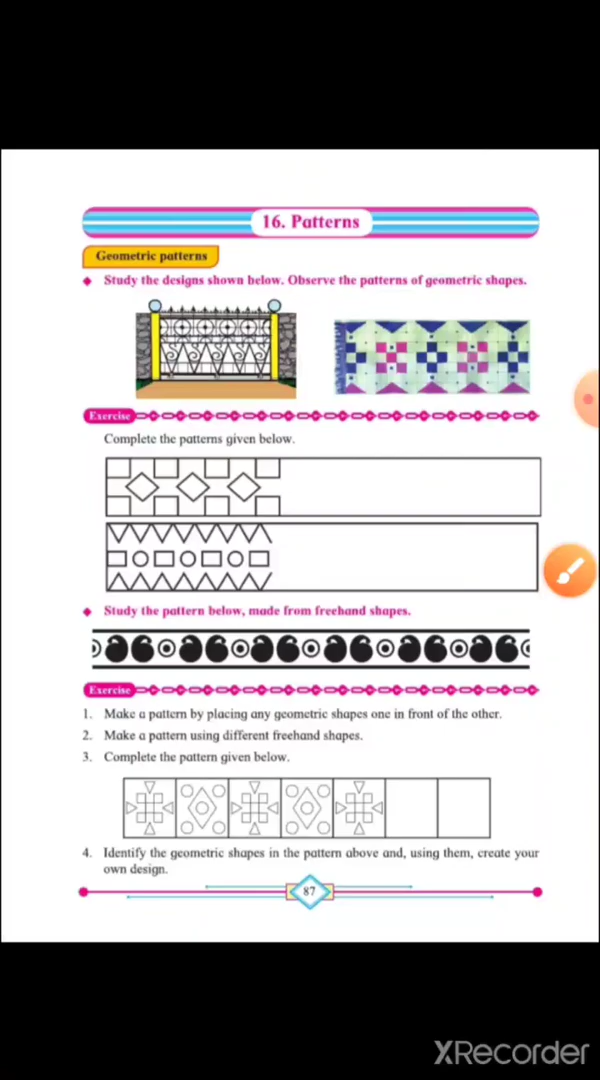 16. Patterns
Geometric patterns
Study the designs shown below. Observe the patterns of geometric shapes.
Exercise
Complete the patterns given below.
Study the pattern below, made from freehand shapes.
Exercise
1. Make a pattern by placing any geometric shapes one in front of the other.
2. Make a pattern using different freehand shapes.
3. Complete the pattern given below.
4. Identify the geometric shapes in the pattern above and, using them, create your
own design.
87
XRecorder